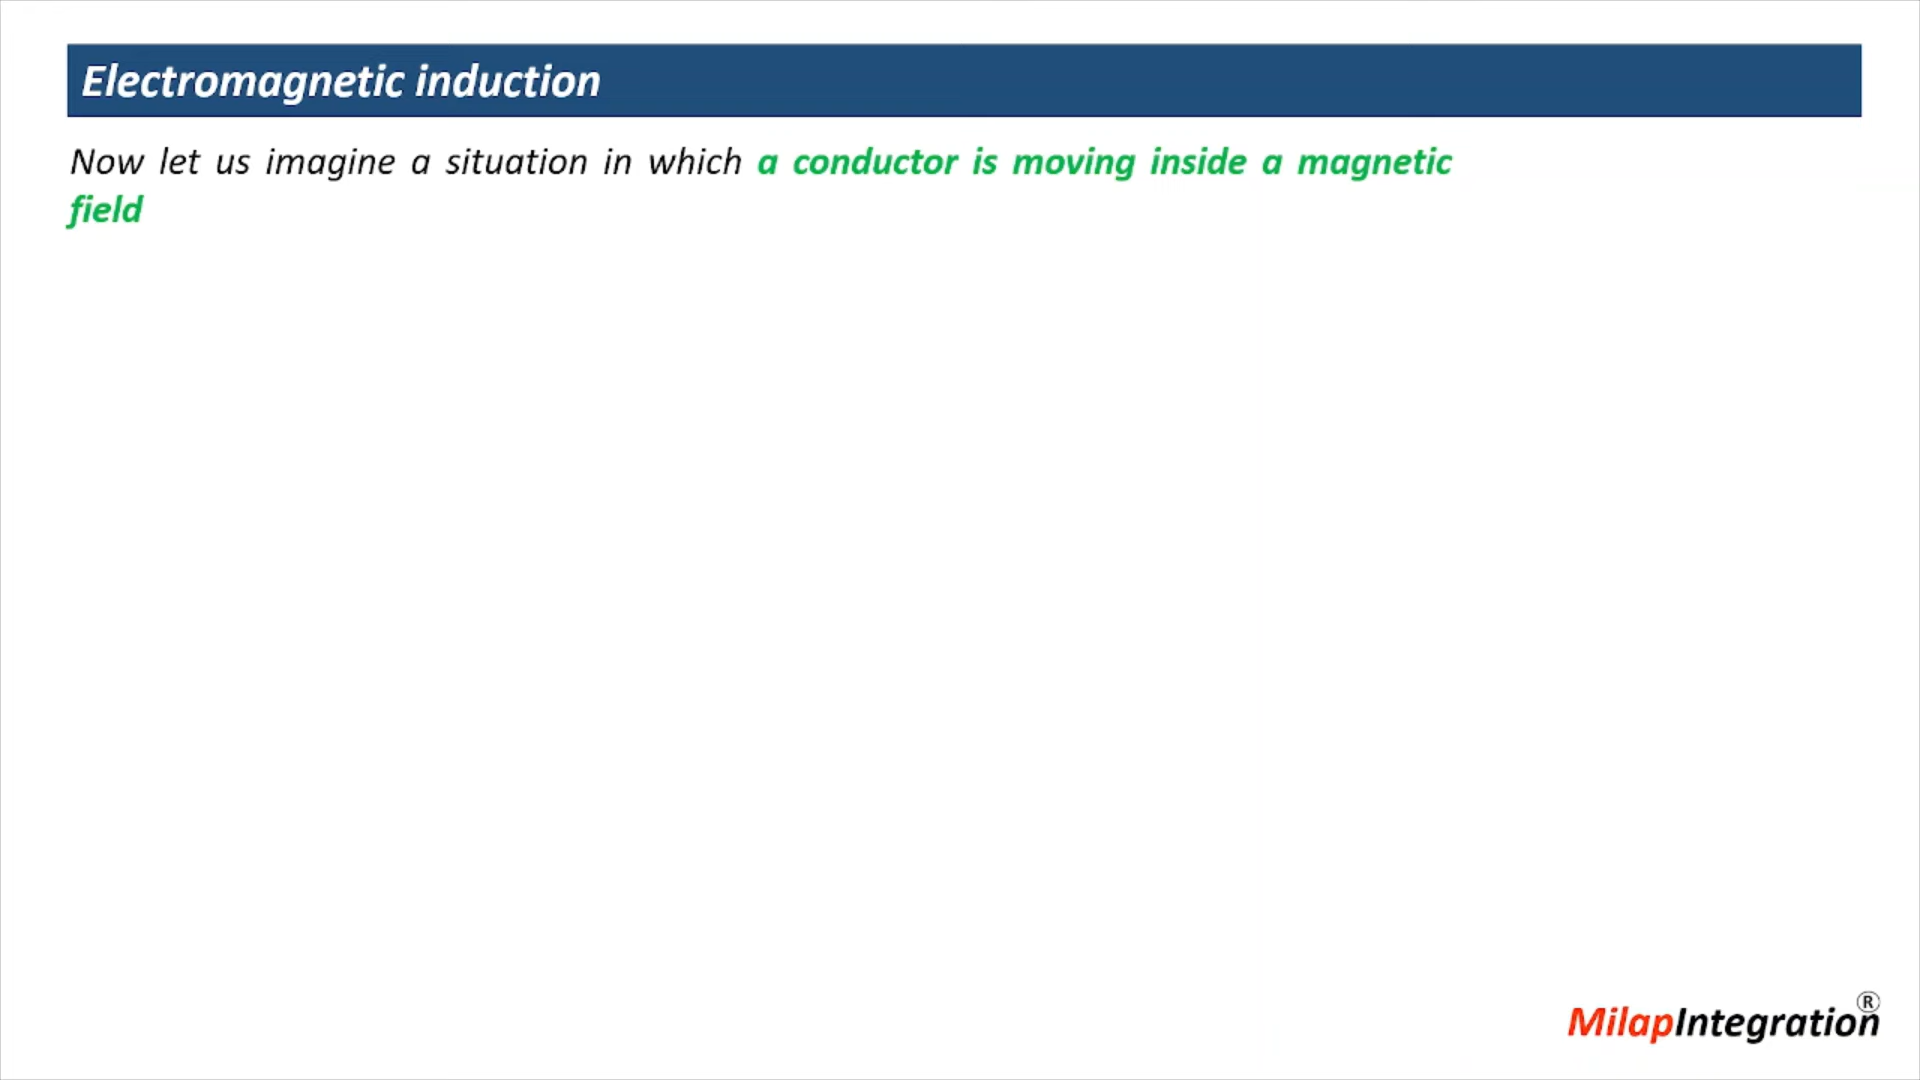 Electromagnetic induction
Now let us imagine a situation in which a conductor is moving inside a magnetic
field
MilapIntegration®